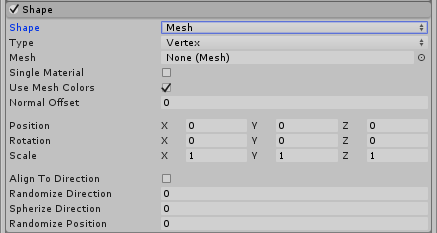 Shape
Shape Mesh
Type Vertex
Mesh None (Mesh)
Single Material
Use Mesh Colors
Normal Offset 0
Position X 0 Y 0 Z 0
Rotation X 0 Y 0 Z 0
Scale X 1 Y 1 Z 1
Align To Direction
Randomize Direction 0
Spherize Direction 0
Randomize Position 0